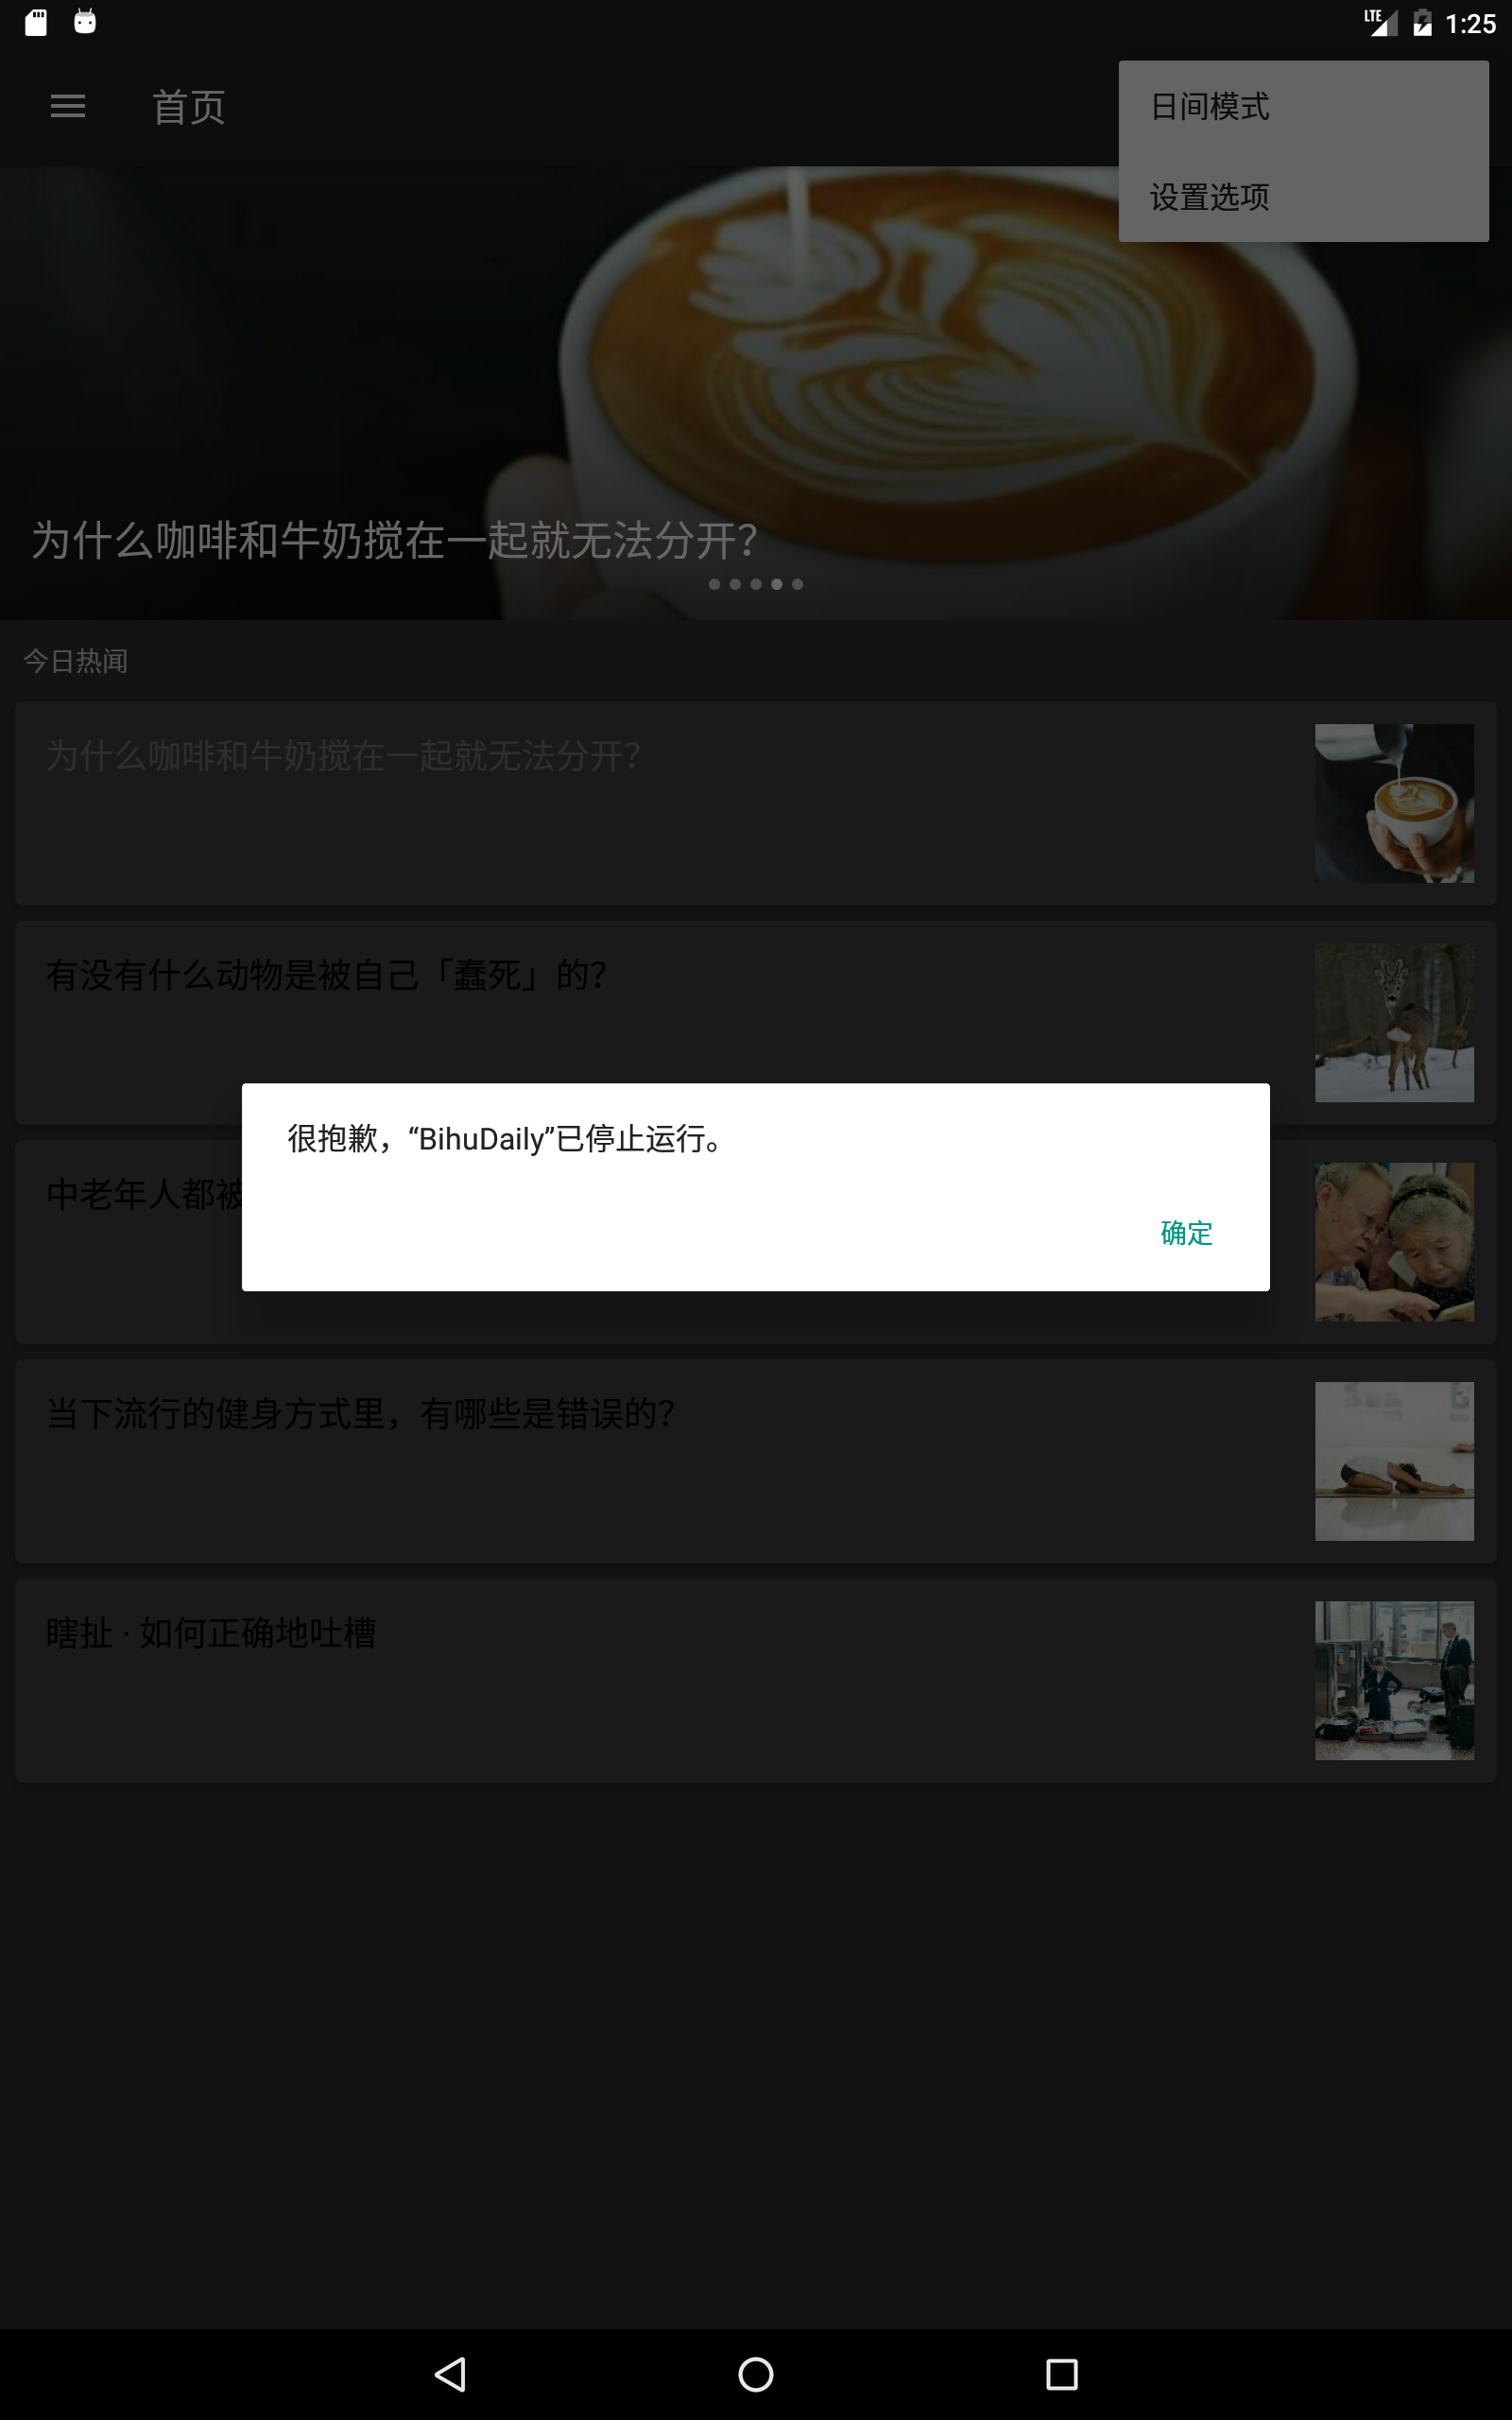 LTE 1:25
首页
日间模式
设置选项
为什么咖啡和牛奶搅在一起就无法分开？
今日热闻
为什么咖啡和牛奶搅在一起就无法分开？
有没有什么动物是被自己「蠢死」的？
很抱歉，“BihuDaily”已停止运行。
中老年人都被
确定
当下流行的健身方式里，有哪些是错误的？
瞎扯 · 如何正确地吐槽